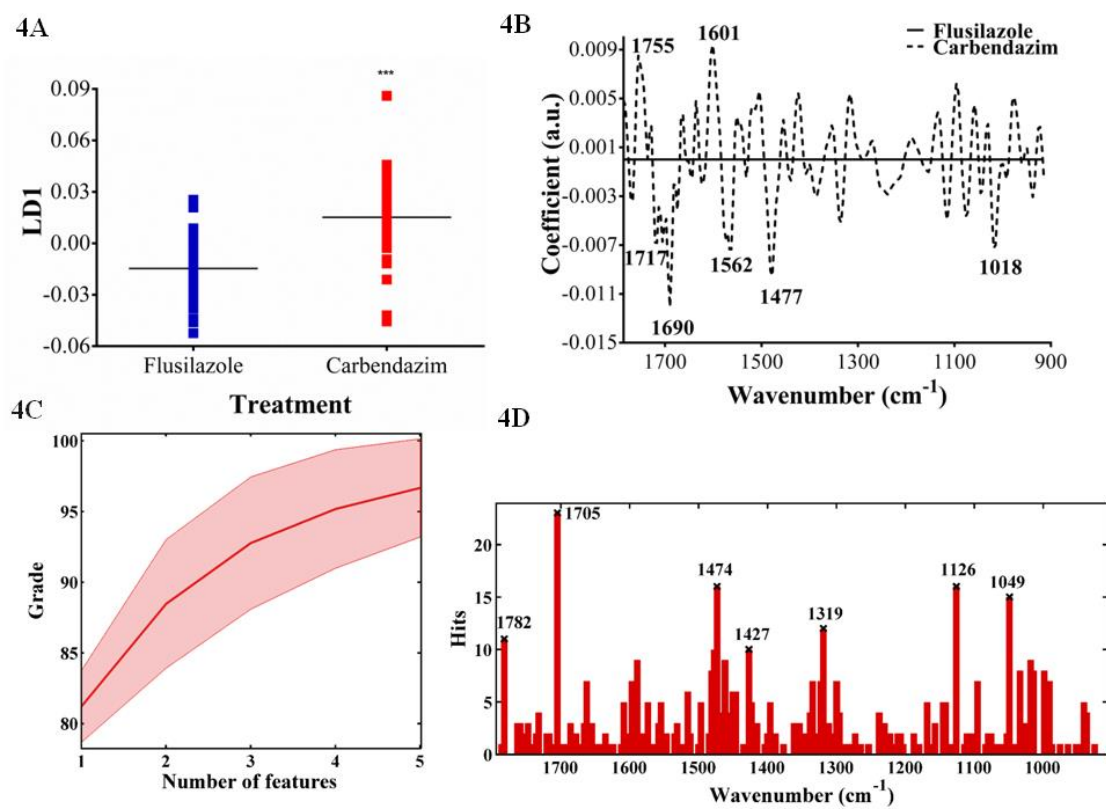 4A
***
0.09
0.06
0.03
0.00
-0.03
-0.06
LD1
Flusilazole
Carbendazim
Treatment
4B
Flusilazole
Carbendazim
0.009
0.005
0.001
-0.003
-0.007
-0.011
-0.015
Coefficient (a.u.)
1755
1601
1717
1690
1562
1477
1018
1700 1500 1300 1100 900
Wavenumber (cm⁻¹)
4C
100
95
90
85
80
Grade
1 2 3 4 5
Number of features
4D
20
15
10
5
0
Hits
1782
1705
1474
1427
1319
1126
1049
1700 1600 1500 1400 1300 1200 1100 1000
Wavenumber (cm⁻¹)